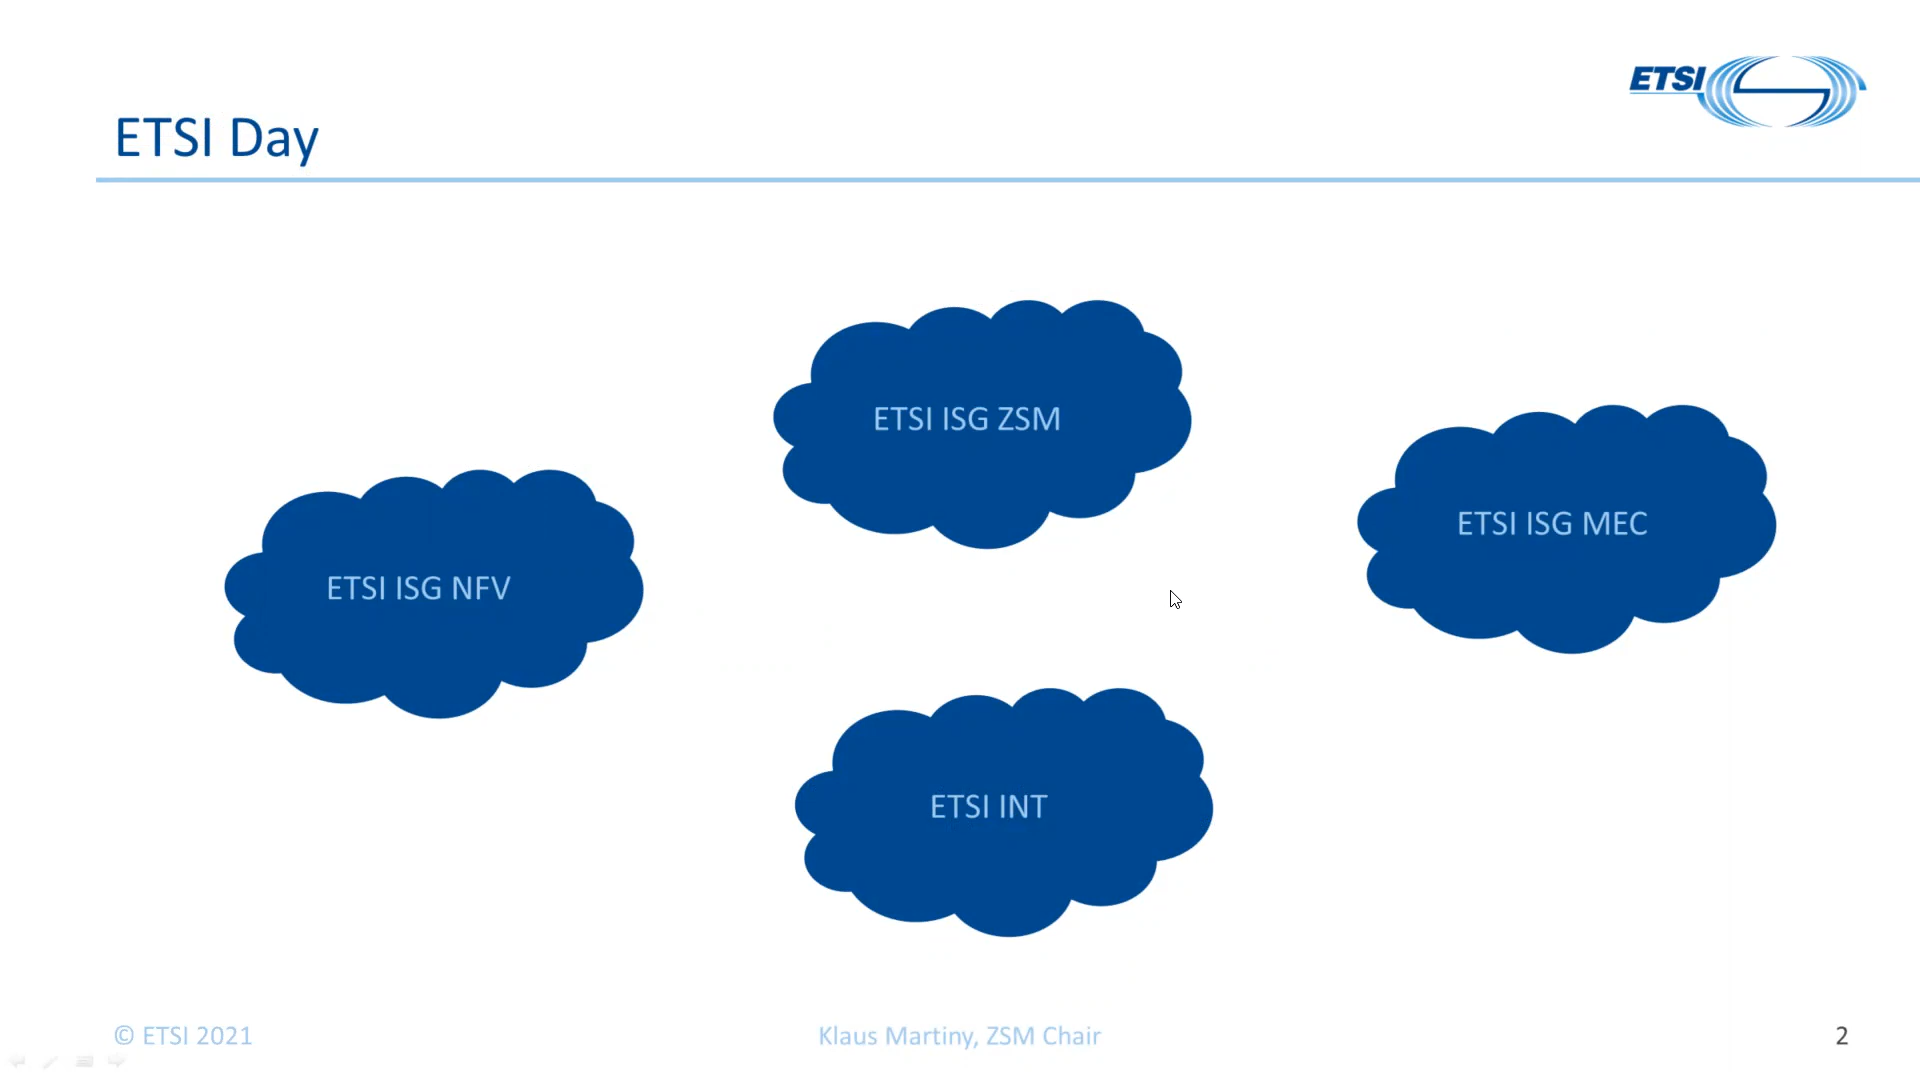 ETSI
ETSI Day
ETSI ISG ZSM
ETSI ISG MEC
ETSI ISG NFV
ETSI INT
© ETSI 2021
Klaus Martiny, ZSM Chair
2